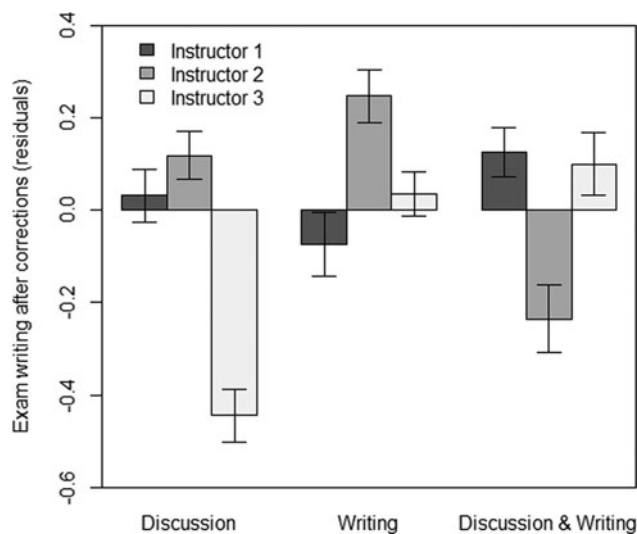 Exam writing after corrections (residuals)
0.4
0.2
0.0
-0.2
-0.4
-0.6
Instructor 1
Instructor 2
Instructor 3
Discussion
Writing
Discussion & Writing